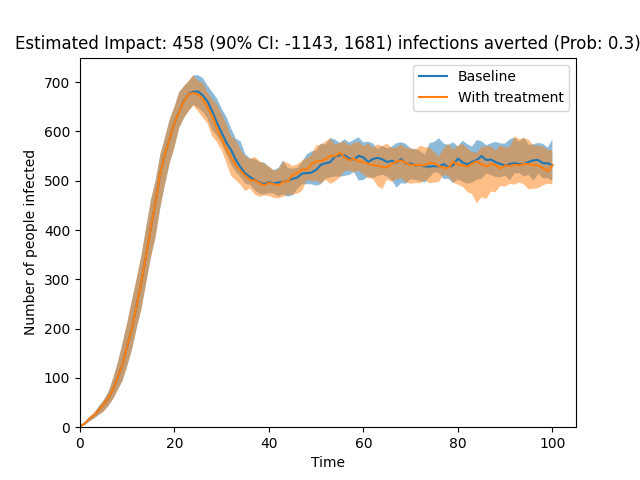 Estimated Impact: 458 (90% CI: -1143, 1681) infections averted (Prob: 0.3)
Baseline
With treatment
Number of people infected
700
600
500
400
300
200
100
0
0 20 40 60 80 100
Time